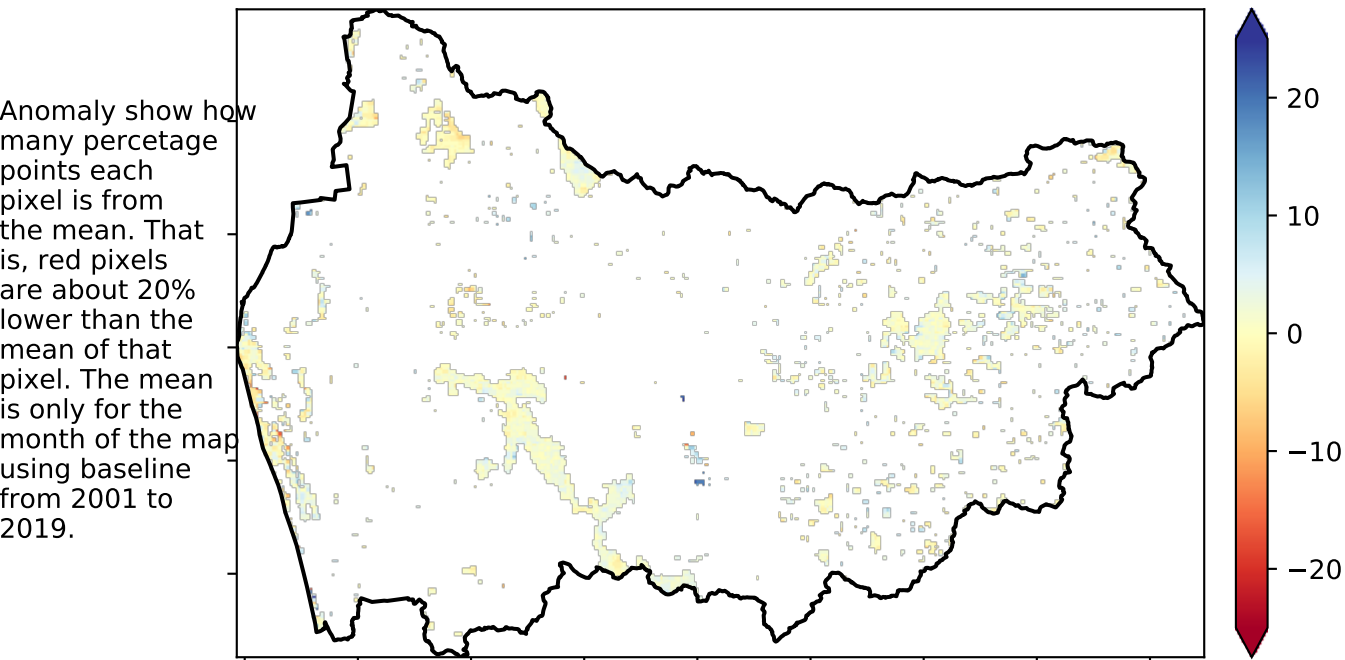 Anomaly show how
many percetage
points each
pixel is from
the mean. That
is, red pixels
are about 20%
lower than the
mean of that
pixel. The mean
is only for the
month of the map
using baseline
from 2001 to
2019.
20
10
0
−10
−20